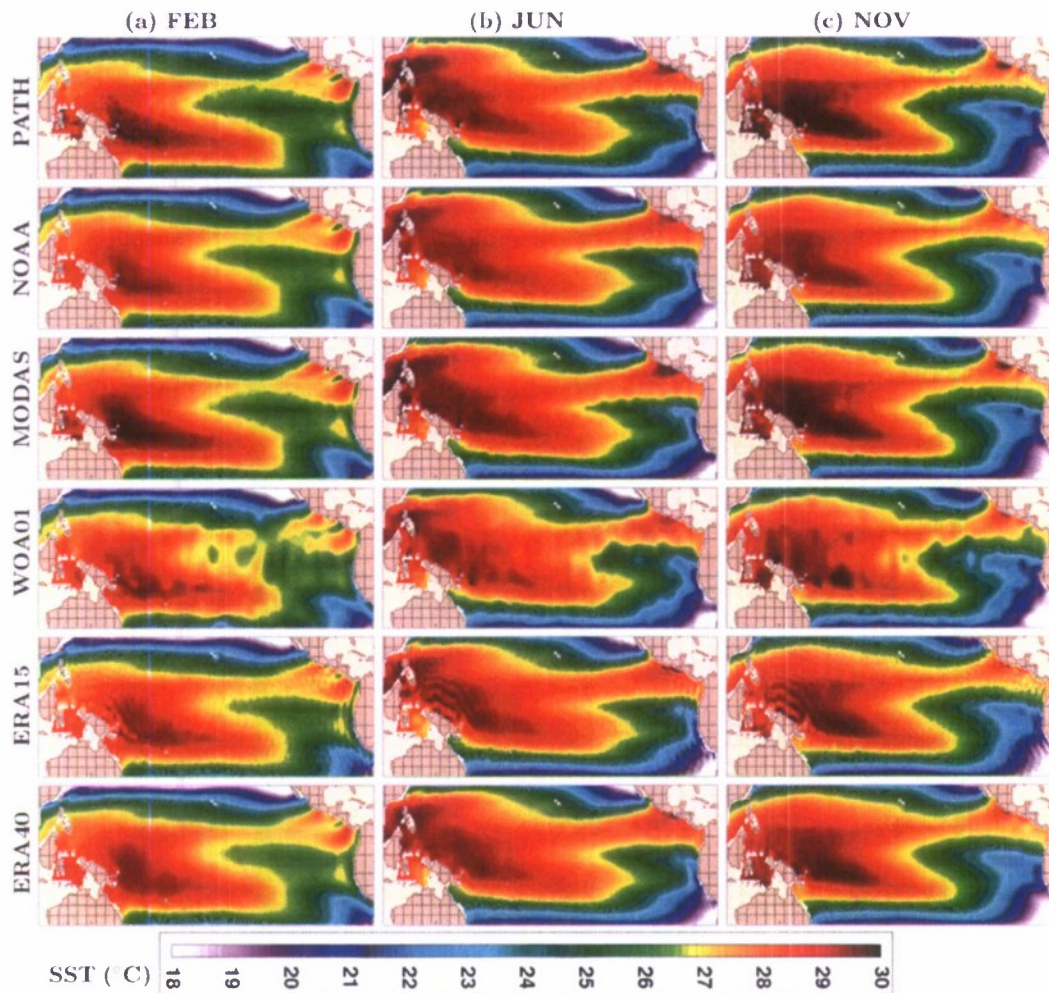 (a) FEB (b) JUN (c) NOV
PATH
NOAA
MODAS
WOA01
ERA15
ERA40
SST (°C) 18 19 20 21 22 23 24 25 26 27 28 29 30